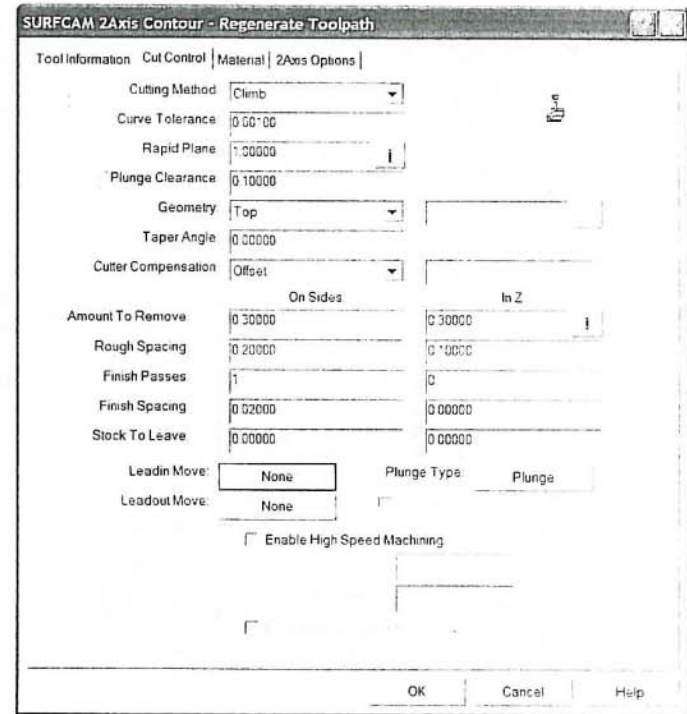 SURFCAM 2Axis Contour - Regenerate Toolpath
Tool Information Cut Control Material 2Axis Options
Cutting Method Climb
Curve Tolerance 0.00100
Rapid Plane 1.00000 i
Plunge Clearance 0.10000
Geometry Top
Taper Angle 0.00000
Cutter Compensation Offset
On Sides In Z
Amount To Remove 0.30000 0.30000 i
Rough Spacing 0.20000 0.10000
Finish Passes 1 0
Finish Spacing 0.02000 0.00000
Stock To Leave 0.00000 0.00000
Leadin Move: None Plunge Type: Plunge
Leadout Move: None
Enable High Speed Machining
OK Cancel Help